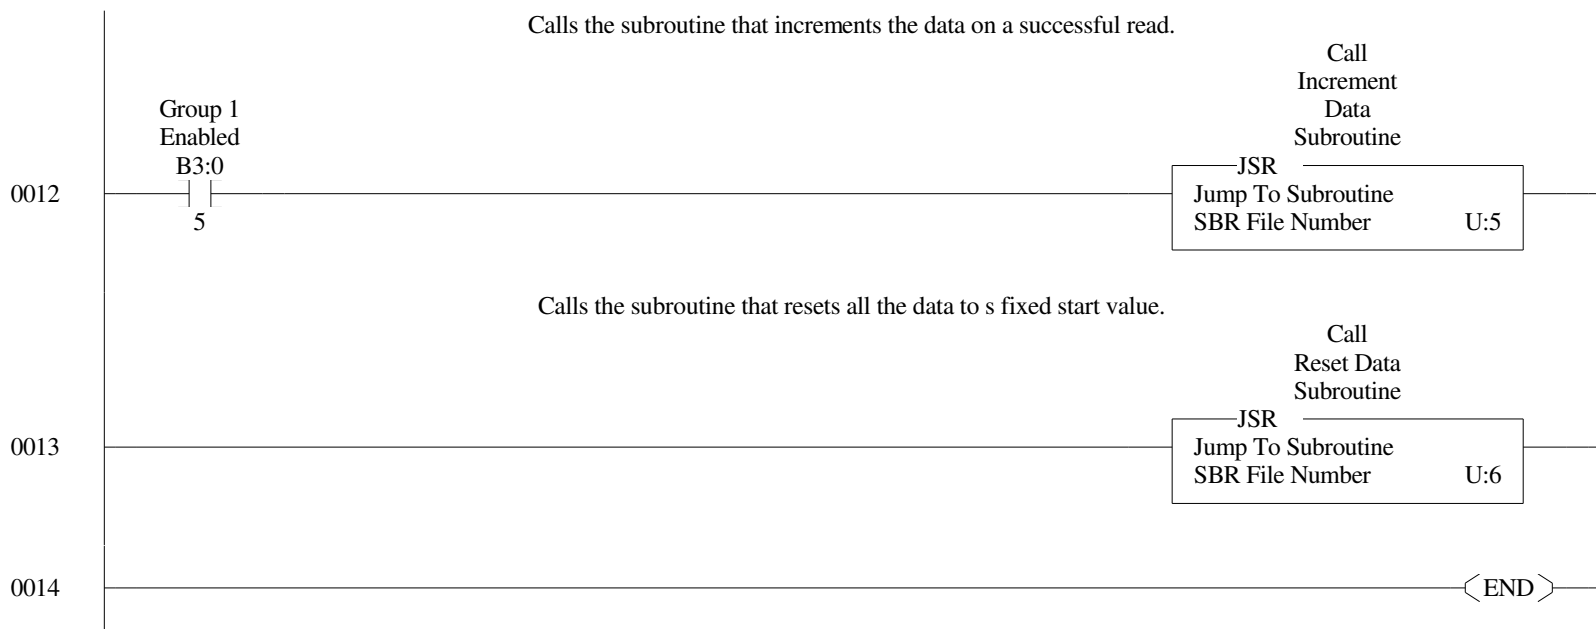 Calls the subroutine that increments the data on a successful read.
Call
Increment
Data
Subroutine
Group 1
Enabled
B3:0
JSR
0012
Jump To Subroutine
5
SBR File Number U:5
Calls the subroutine that resets all the data to s fixed start value.
Call
Reset Data
Subroutine
JSR
0013
Jump To Subroutine
SBR File Number U:6
0014
END